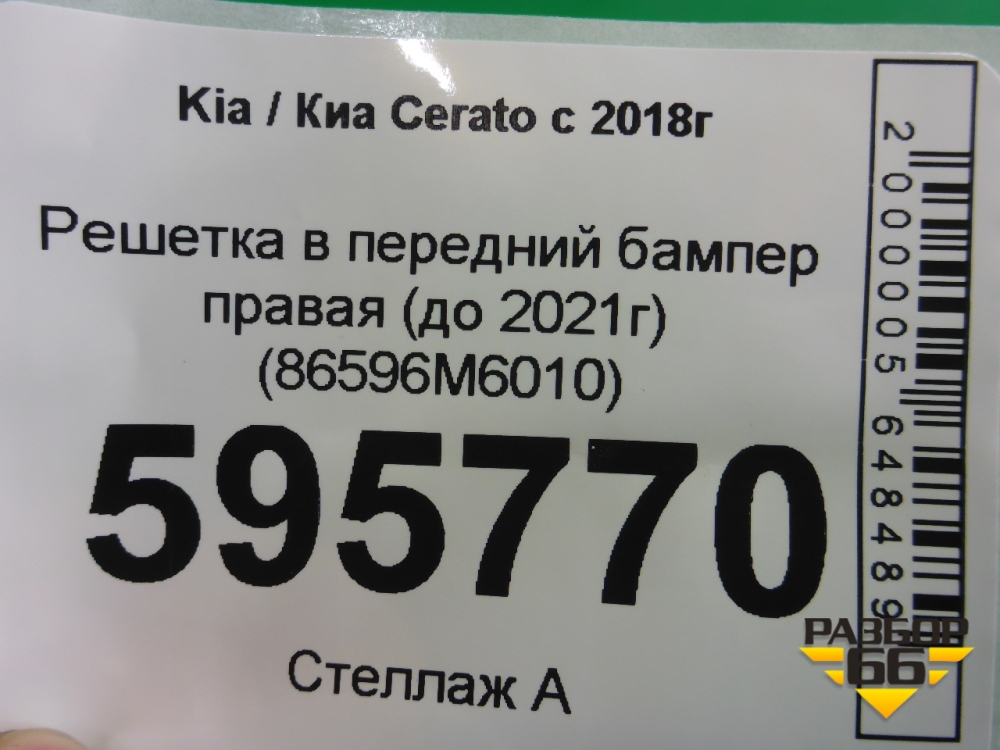 Kia / Киа Cerato с 2018г
Решетка в передний бампер
правая (до 2021г)
(86596M6010)
595770
Стеллаж А
2000005648489
РАЗБОР
66